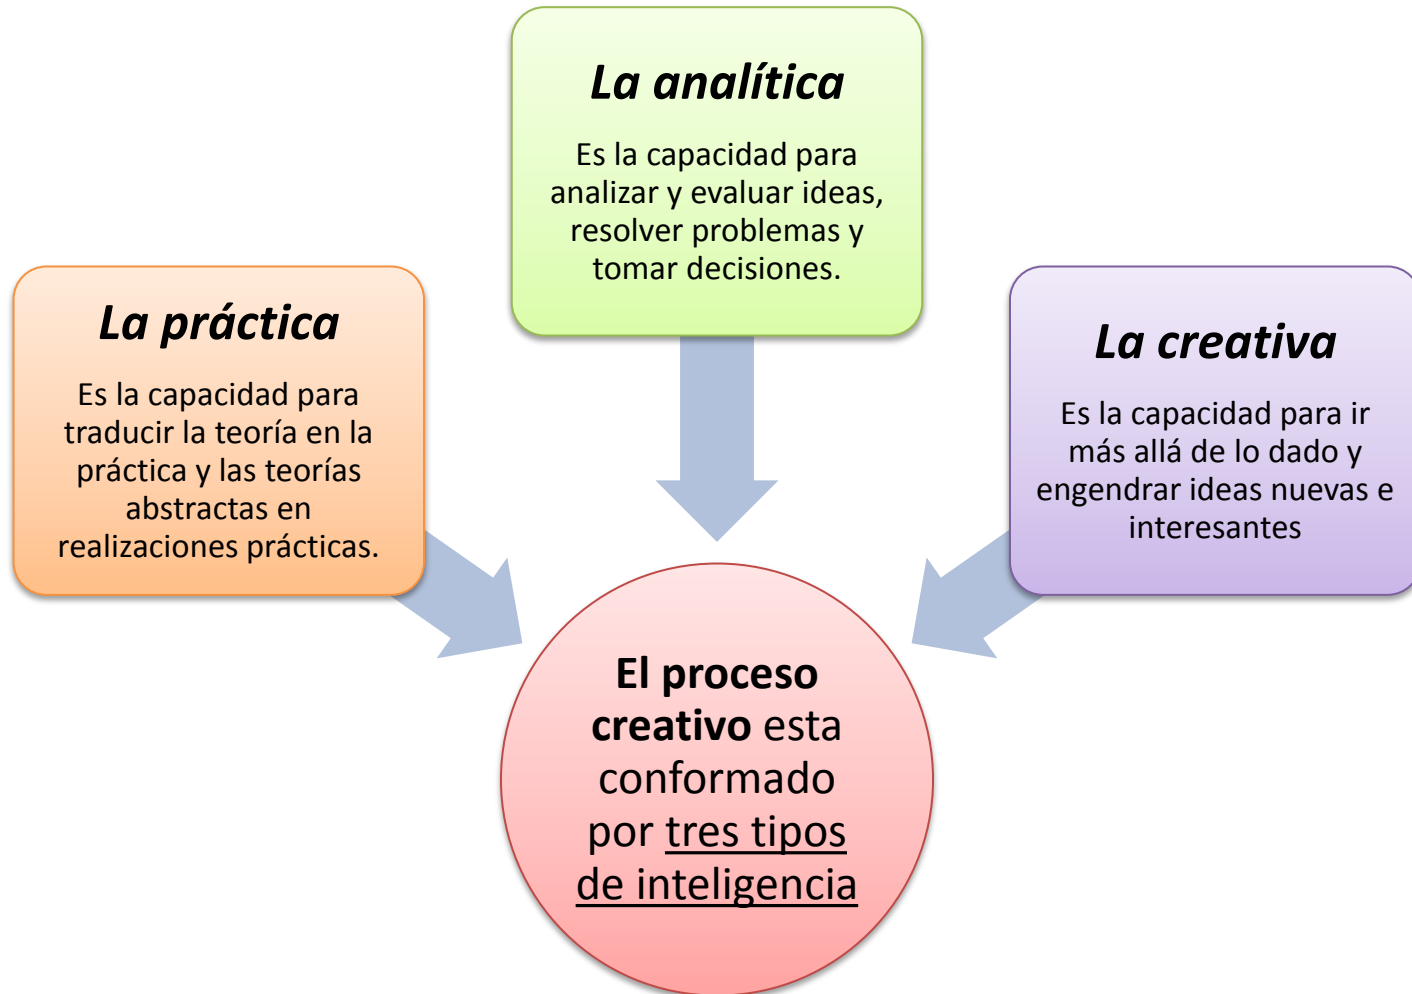 La analítica
Es la capacidad para
analizar y evaluar ideas,
resolver problemas y
tomar decisiones.
La práctica
Es la capacidad para
traducir la teoría en la
práctica y las teorías
abstractas en
realizaciones prácticas.
La creativa
Es la capacidad para ir
más allá de lo dado y
engendrar ideas nuevas e
interesantes
El proceso
creativo esta
conformado
por tres tipos
de inteligencia